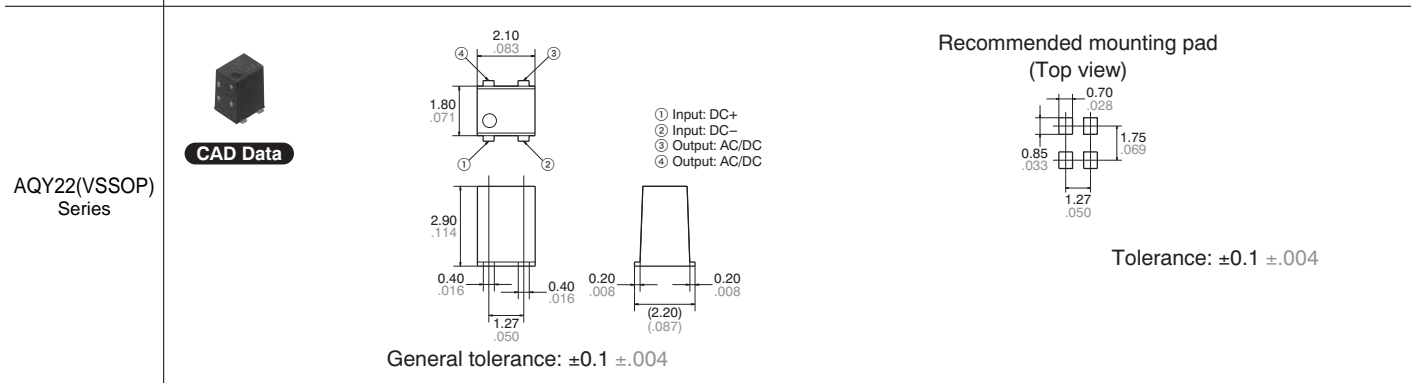 AQY22(VSSOP)
Series
CAD Data
2.10
.083
④
③
1.80
.071
①
②
① Input: DC+
② Input: DC−
③ Output: AC/DC
④ Output: AC/DC
2.90
.114
0.40
.016
0.40
.016
1.27
.050
0.20
.008
0.20
.008
(2.20)
(.087)
General tolerance: ±0.1 ±.004
Recommended mounting pad
(Top view)
0.70
.028
0.85
.033
1.75
.069
1.27
.050
Tolerance: ±0.1 ±.004